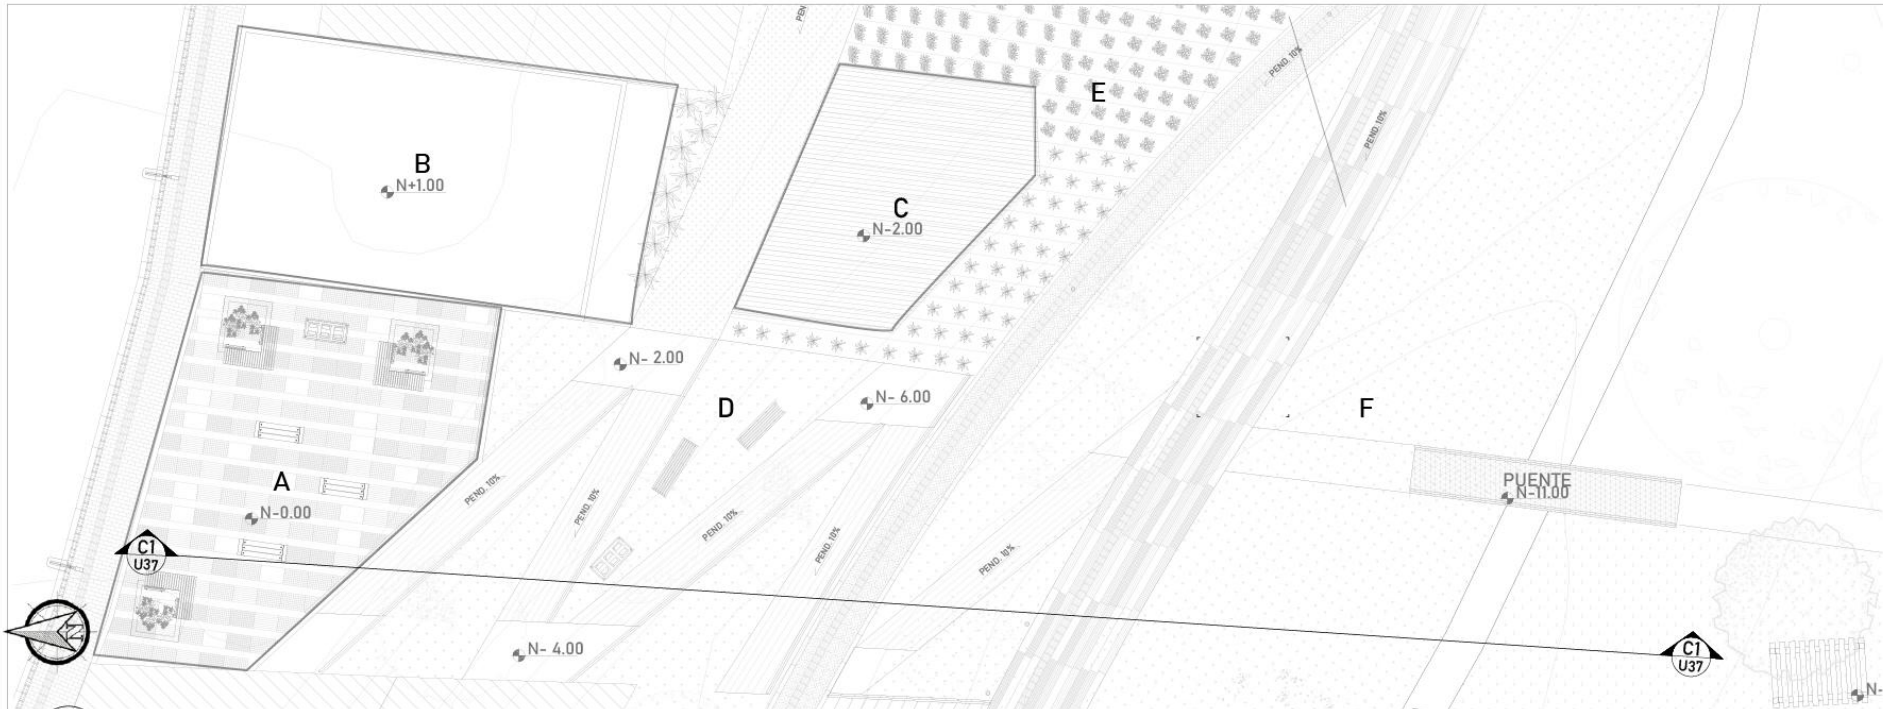 PEN
PEND. 10%
E
PEND. 10%
B
N+1.00
C
N-2.00
N- 2.00
N- 6.00
D
F
A
N-0.00
PEND. 10%
PEND. 10%
PEND. 10%
PEND. 10%
PEND. 10%
PUENTE
N-11.00
C1
U37
N
N- 4.00
C1
U37
N-